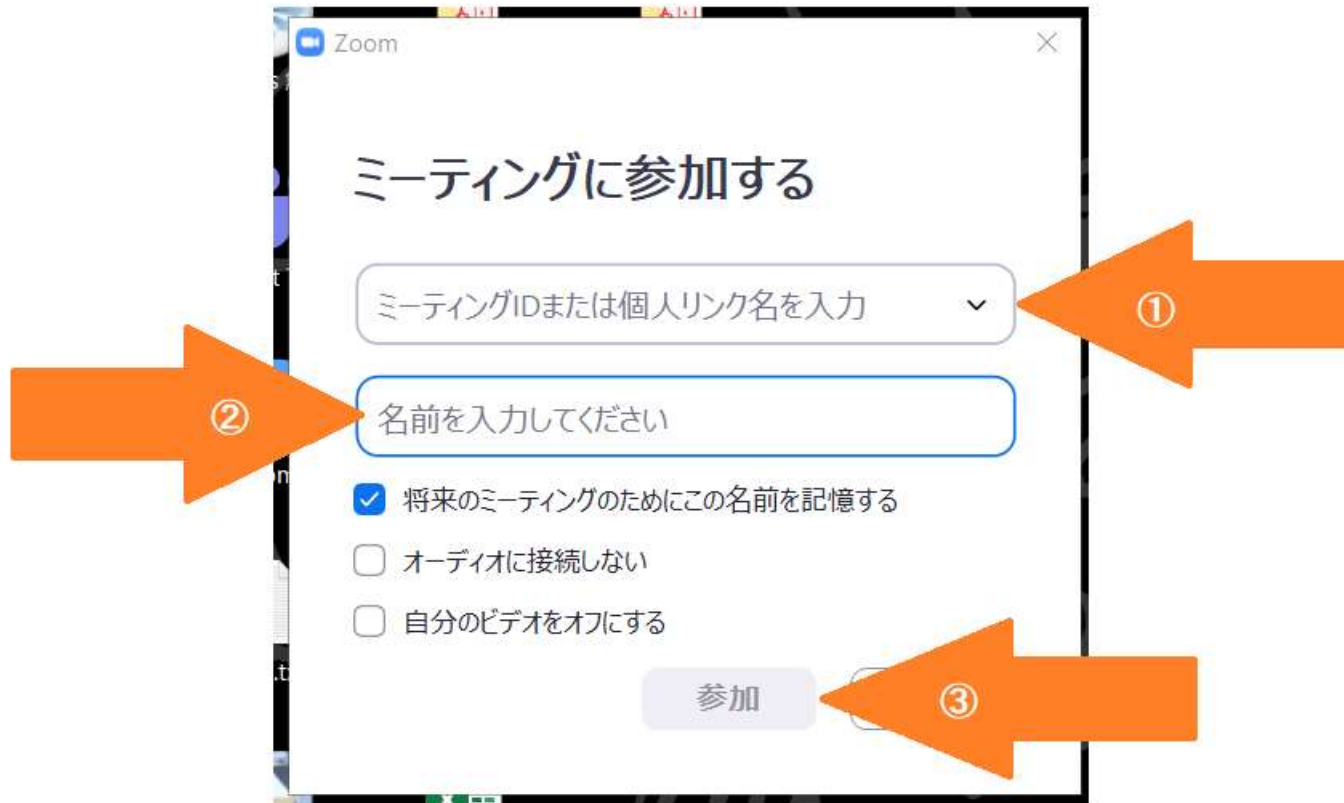 Zoom
ミーティングに参加する
ミーティングIDまたは個人リンク名を入力
①
②
名前を入力してください
将来のミーティングのためにこの名前を記憶する
オーディオに接続しない
自分のビデオをオフにする
参加
③